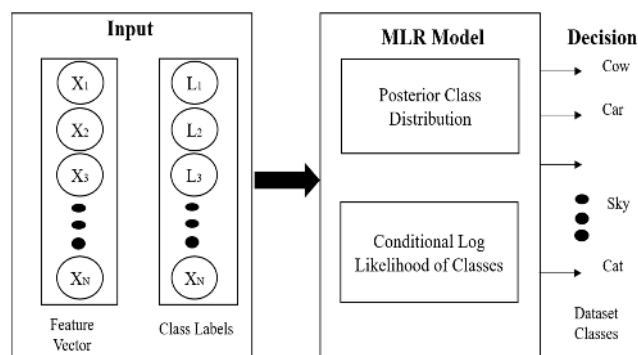 Input
X1
X2
X3
XN
Feature
Vector
L1
L2
L3
XN
Class Labels
MLR Model
Posterior Class
Distribution
Conditional Log
Likelihood of Classes
Decision
Cow
Car
Sky
Cat
Dataset
Classes